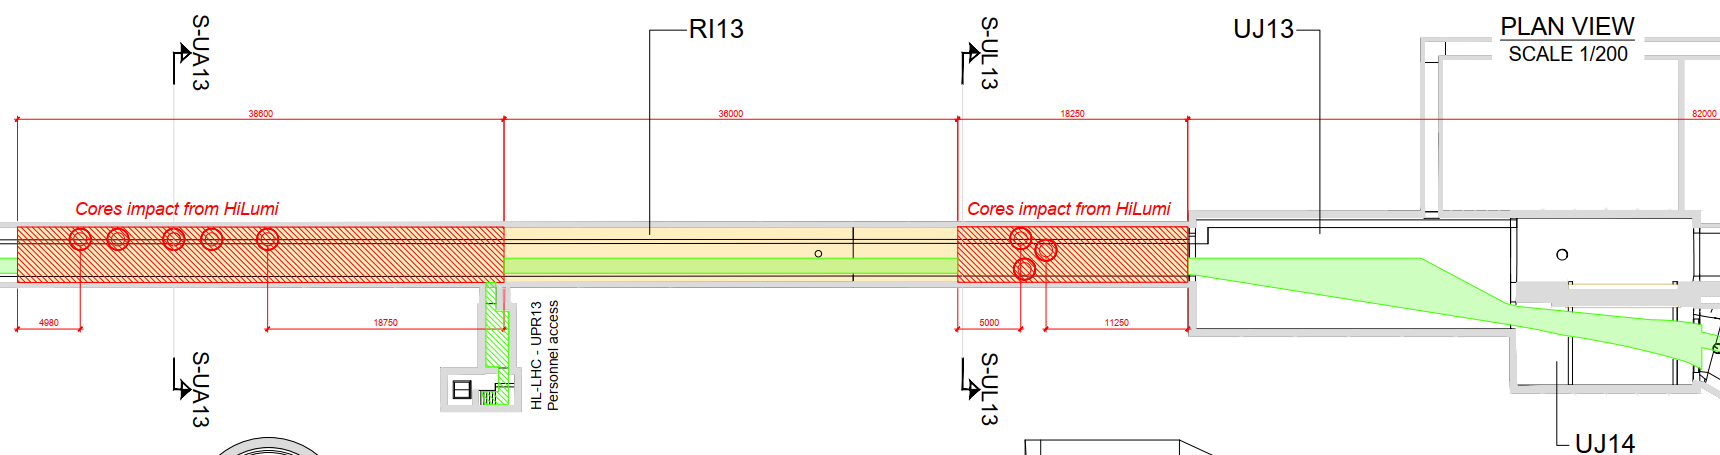 S-UA13
RI13
S-UL13
UJ13
PLAN VIEW
SCALE 1/200
38600
36000
18250
82000
Cores impact from HiLumi
Cores impact from HiLumi
4980
18750
5000
11250
HL-LHC - UPR13
Personnel access
S-UA13
S-UL13
UJ14